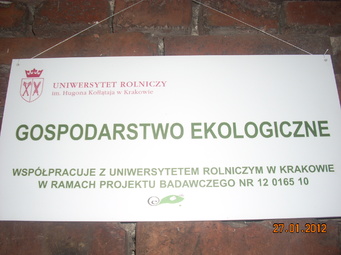 UNIWERSYTET ROLNICZY
im. Hugona Kołłątaja w Krakowie
GOSPODARSTWO EKOLOGICZNE
WSPÓŁPRACUJE Z UNIWERSYTETEM ROLNICZYM W KRAKOWIE
W RAMACH PROJEKTU BADAWCZEGO NR 12 0165 10
27.01.2012